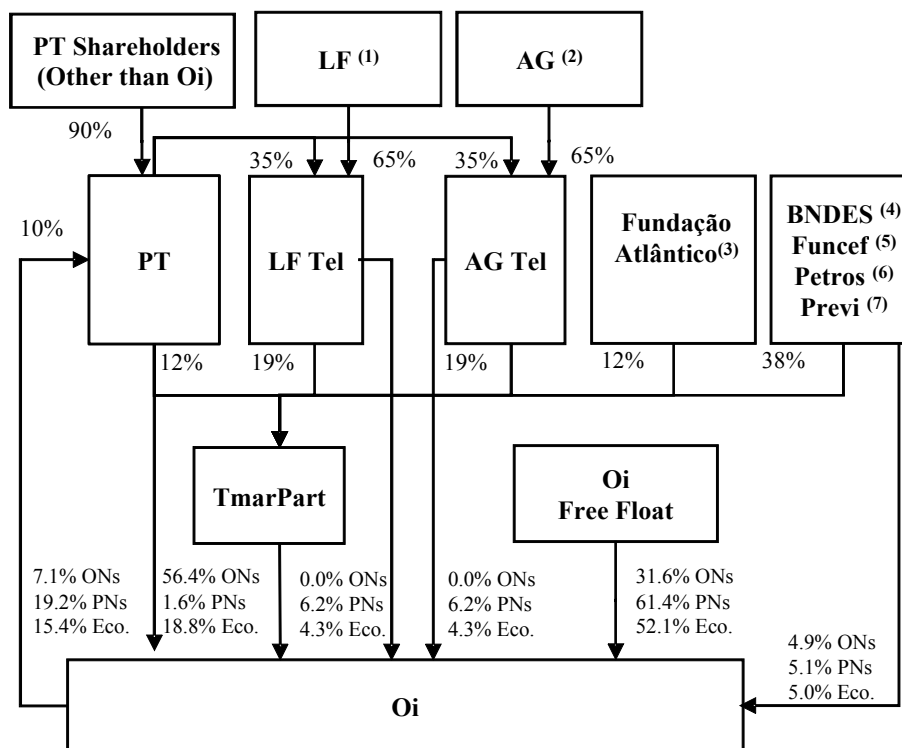 PT Shareholders
(Other than Oi)
LF (1)
AG (2)
90%
35%
65%
35%
65%
10%
PT
LF Tel
AG Tel
Fundação
Atlântico(3)
BNDES (4)
Funcef (5)
Petros (6)
Previ (7)
12%
19%
19%
12%
38%
TmarPart
Oi
Free Float
7.1% ONs
19.2% PNs
15.4% Eco.
56.4% ONs
1.6% PNs
18.8% Eco.
0.0% ONs
6.2% PNs
4.3% Eco.
0.0% ONs
6.2% PNs
4.3% Eco.
31.6% ONs
61.4% PNs
52.1% Eco.
4.9% ONs
5.1% PNs
5.0% Eco.
Oi